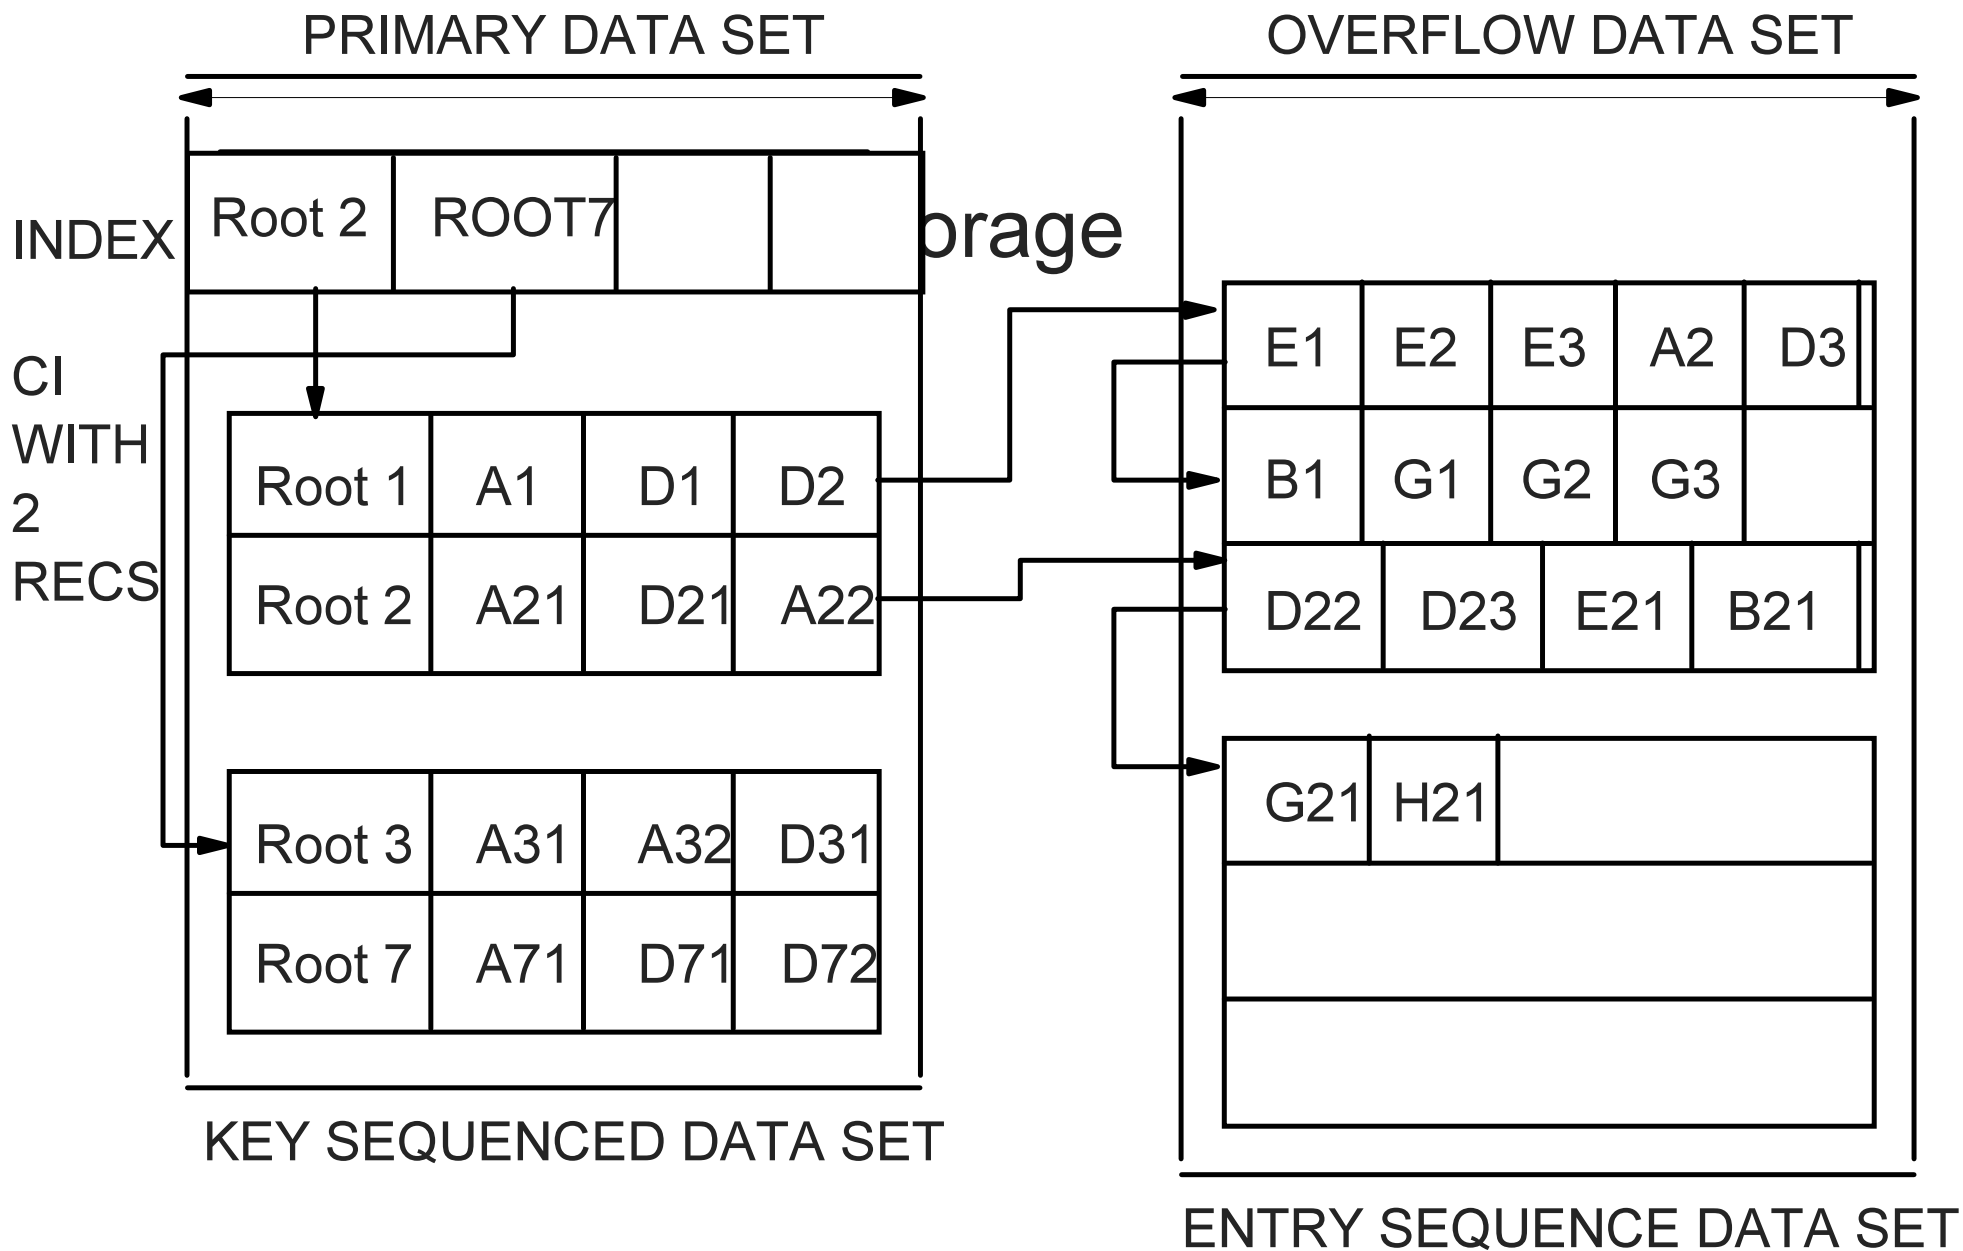 PRIMARY DATA SET
OVERFLOW DATA SET
INDEX
Root 2 ROOT7
orage
CI
WITH
2
RECS
Root 1 A1 D1 D2
Root 2 A21 D21 A22
Root 3 A31 A32 D31
Root 7 A71 D71 D72
KEY SEQUENCED DATA SET
E1 E2 E3 A2 D3
B1 G1 G2 G3
D22 D23 E21 B21
G21 H21
ENTRY SEQUENCE DATA SET